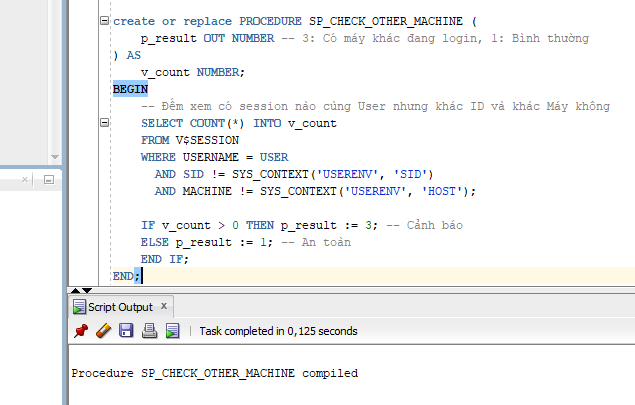 create or replace PROCEDURE SP_CHECK_OTHER_MACHINE (
p_result OUT NUMBER -- 3: Có máy khác đang login, 1: Bình thường
) AS
v_count NUMBER;
BEGIN
-- Đếm xem có session nào cùng User nhưng khác ID và khác Máy không
SELECT COUNT(*) INTO v_count
FROM V$SESSION
WHERE USERNAME = USER
AND SID != SYS_CONTEXT('USERENV', 'SID')
AND MACHINE != SYS_CONTEXT('USERENV', 'HOST');
IF v_count > 0 THEN p_result := 3; -- Cảnh báo
ELSE p_result := 1; -- An toàn
END IF;
END;
Script Output
Task completed in 0,125 seconds
Procedure SP_CHECK_OTHER_MACHINE compiled